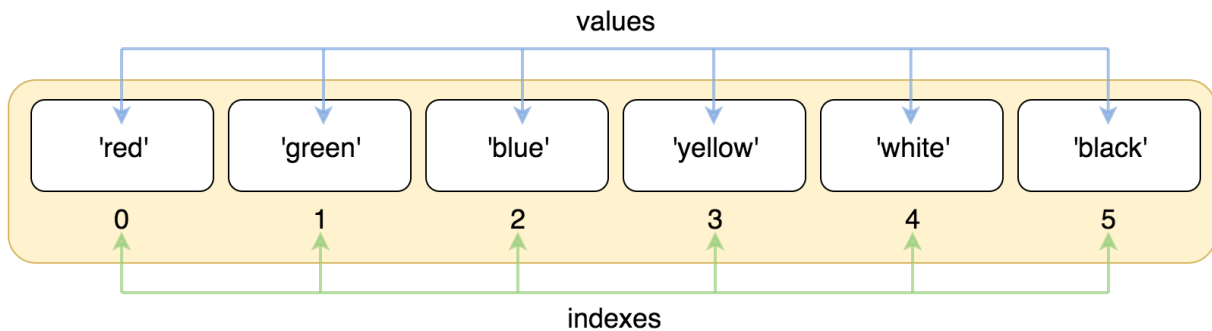 values
'red' 'green' 'blue' 'yellow' 'white' 'black'
0 1 2 3 4 5
indexes